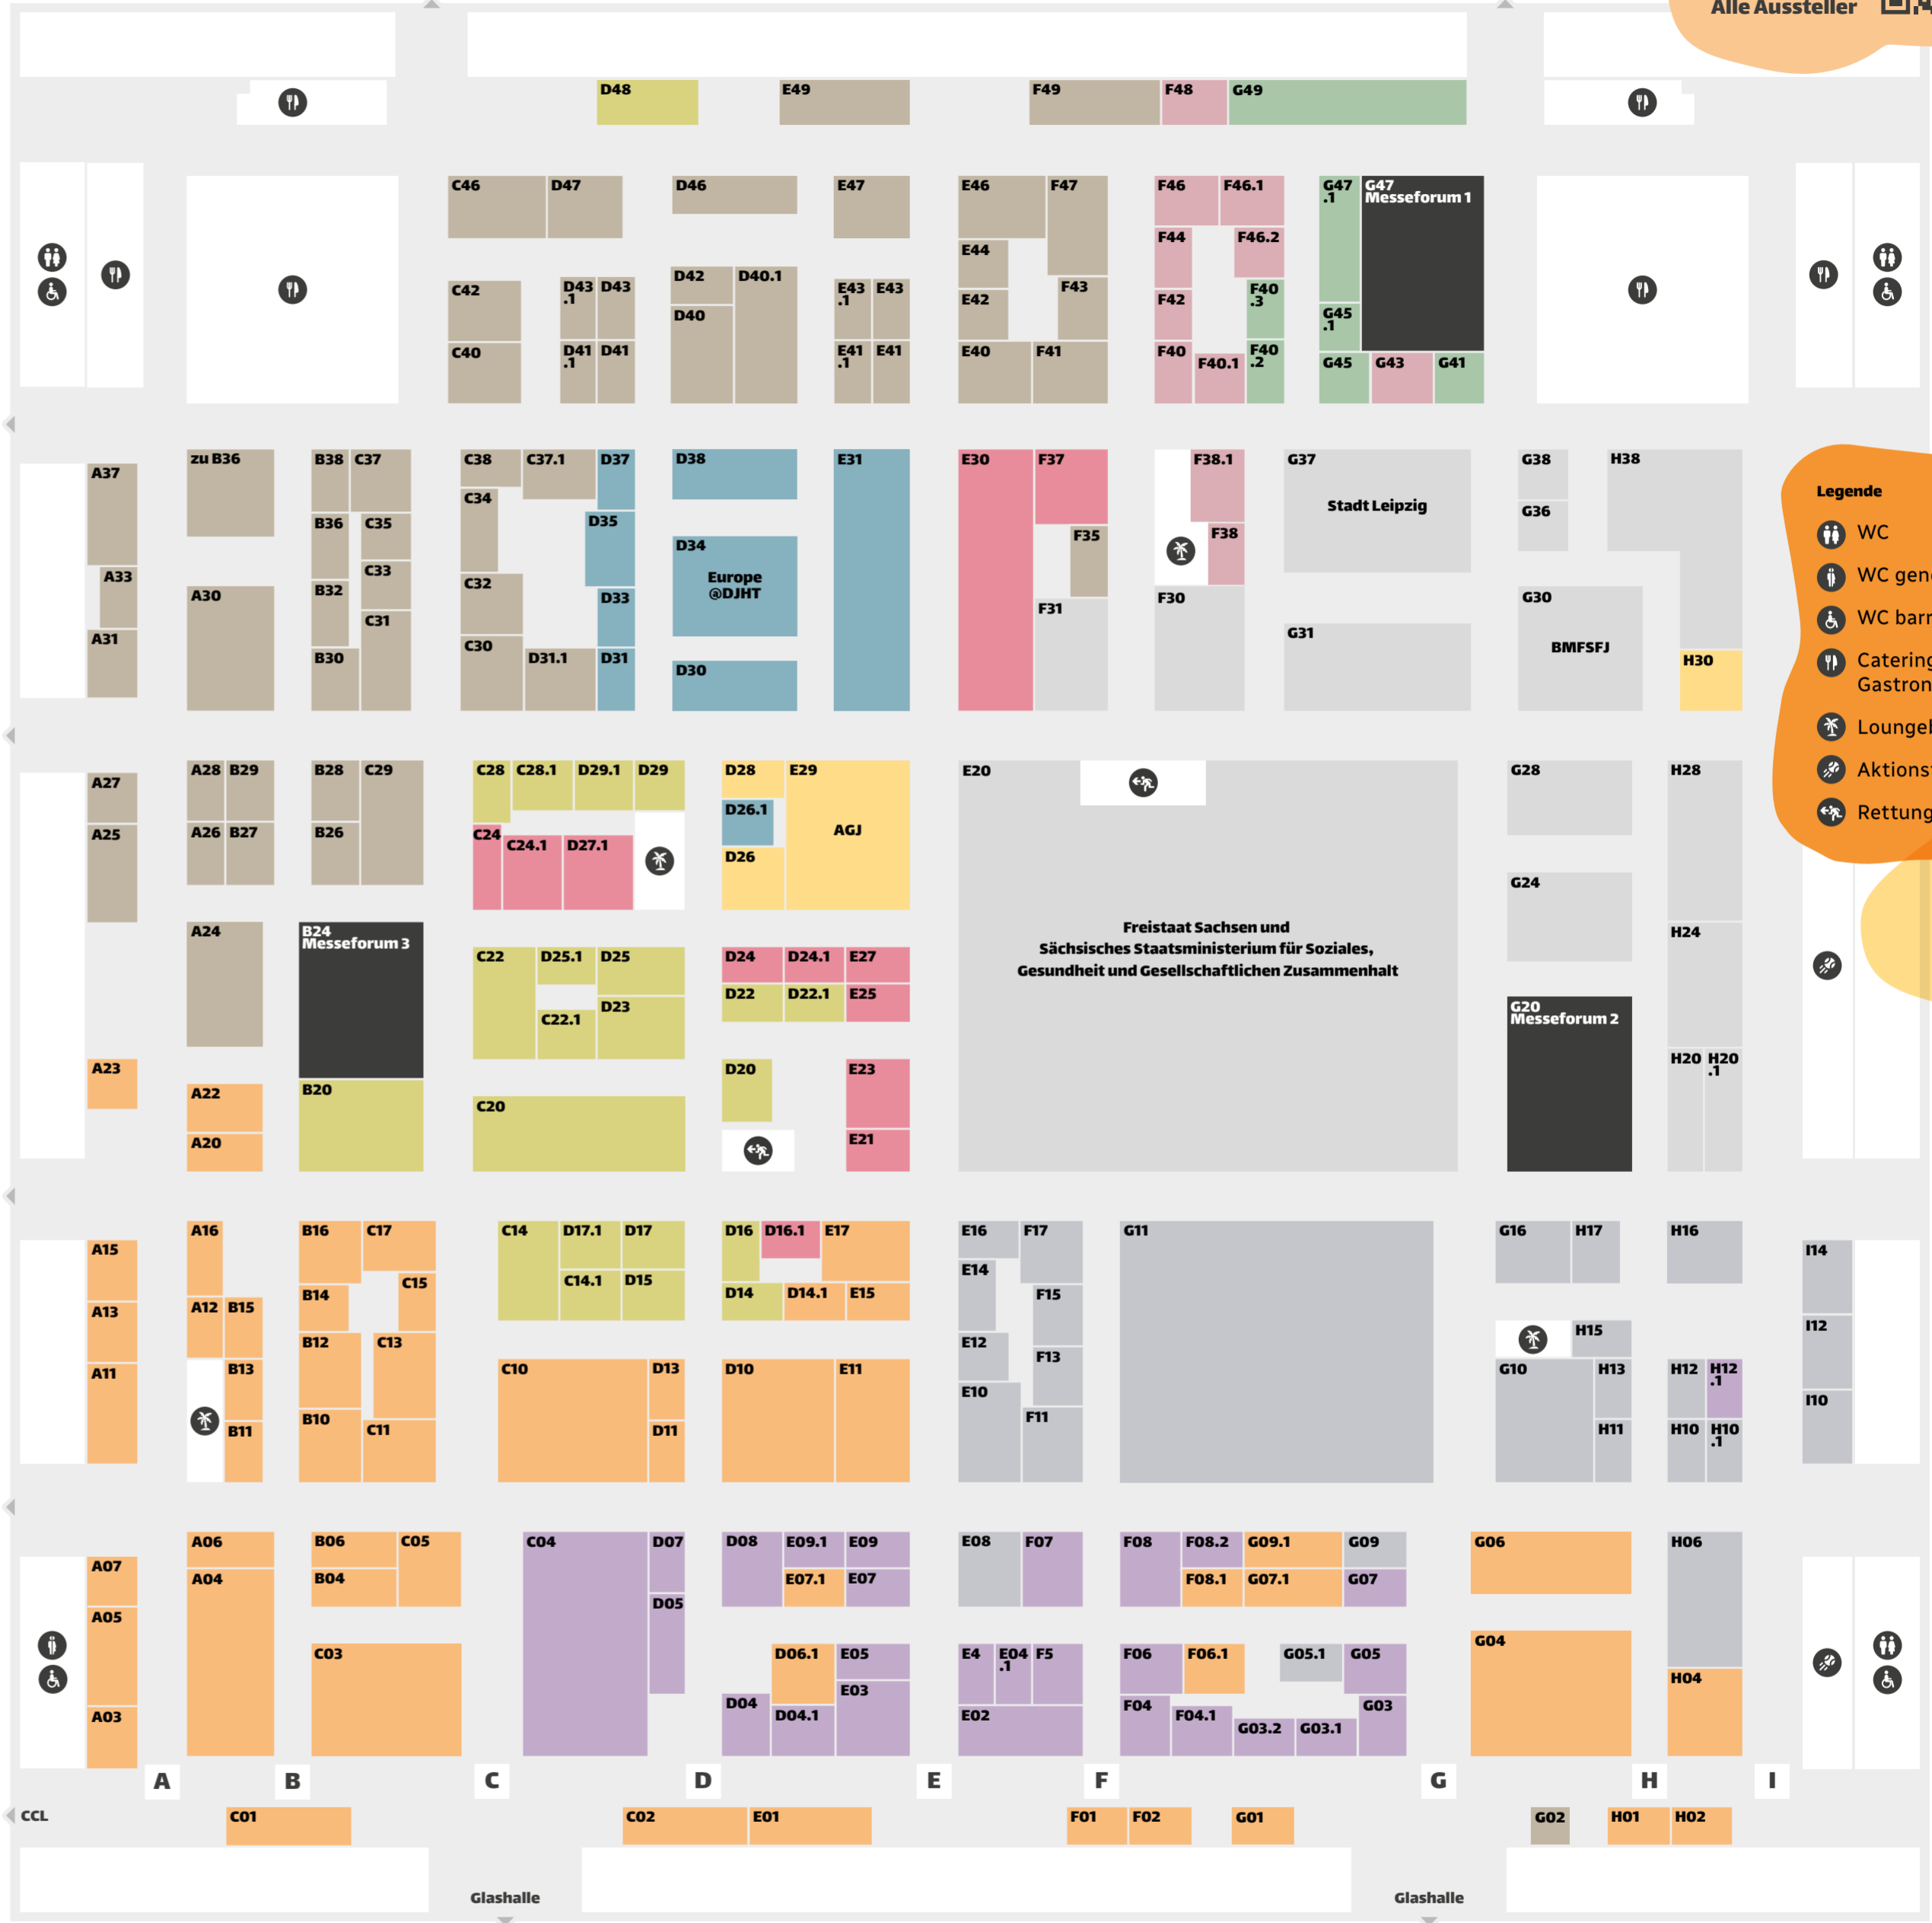 Alle Aussteller
D48
E49
F49
F48
G49
C46
D47
D46
E47
E46
F47
F46
F46.1
G47
.1
G47
Messeforum 1
E44
F44
F46.2
C42
D43
.1
D43
D42
D40.1
E43
.1
E43
E42
F43
F42
F40
.3
G45
.1
D40
C40
D41
.1
D41
E41
.1
E41
E40
F41
F40
F40.1
F40
.2
G45
G43
G41
A37
zu B36
B38
C37
C38
C37.1
D37
D38
E31
E30
F37
F38.1
G37
Stadt Leipzig
G38
H38
C34
B36
C35
D35
G36
F35
F38
D34
Europe
@DJHT
A33
C33
C32
A30
B32
D33
F31
F30
G30
BMFSFJ
C31
A31
C30
G31
B30
D31.1
D31
D30
H30
Legende
WC
WC gen
WC barr
Catering
Gastron
Lounge
Aktions
Rettung
A27
A28
B29
B28
C29
C28
C28.1
D29.1
D29
D28
E29
AGJ
D26.1
E20
G28
H28
A25
A26
B27
B26
C24
C24.1
D27.1
D26
G24
A24
B24
Messeforum 3
H24
Freistaat Sachsen und
Sächsisches Staatsministerium für Soziales,
Gesundheit und Gesellschaftlichen Zusammenhalt
C22
D25.1
D25
D24
D24.1
E27
D22
D22.1
E25
C22.1
D23
G20
Messeforum 2
A23
D20
E23
H20
H20
.1
A22
B20
C20
A20
E21
A15
A16
B16
C17
C14
D17.1
D17
D16
D16.1
E17
E16
F17
G11
G16
H17
H16
I14
E14
C14.1
D15
C15
B14
D14
D14.1
E15
F15
A13
A12
B15
I12
H15
B12
C13
E12
F13
A11
B13
C10
D13
D10
E11
E10
G10
H13
H12
H12
.1
I10
B10
C11
B11
D11
F11
H11
H10
H10
.1
A06
B06
C05
C04
D07
D08
E09.1
E09
E08
F07
F08
F08.2
G09.1
G09
G06
H06
A07
A04
B04
E07.1
E07
F08.1
G07.1
G07
A05
D05
C03
D06.1
E05
E4
E04
.1
F5
F06
F06.1
G05.1
G05
G04
H04
E03
D04
D04.1
E02
F04
F04.1
G03.2
G03.1
G03
A03
A
B
C
D
E
F
G
H
I
CCL
C01
C02
E01
F01
F02
G01
G02
H01
H02
Glashalle
Glashalle